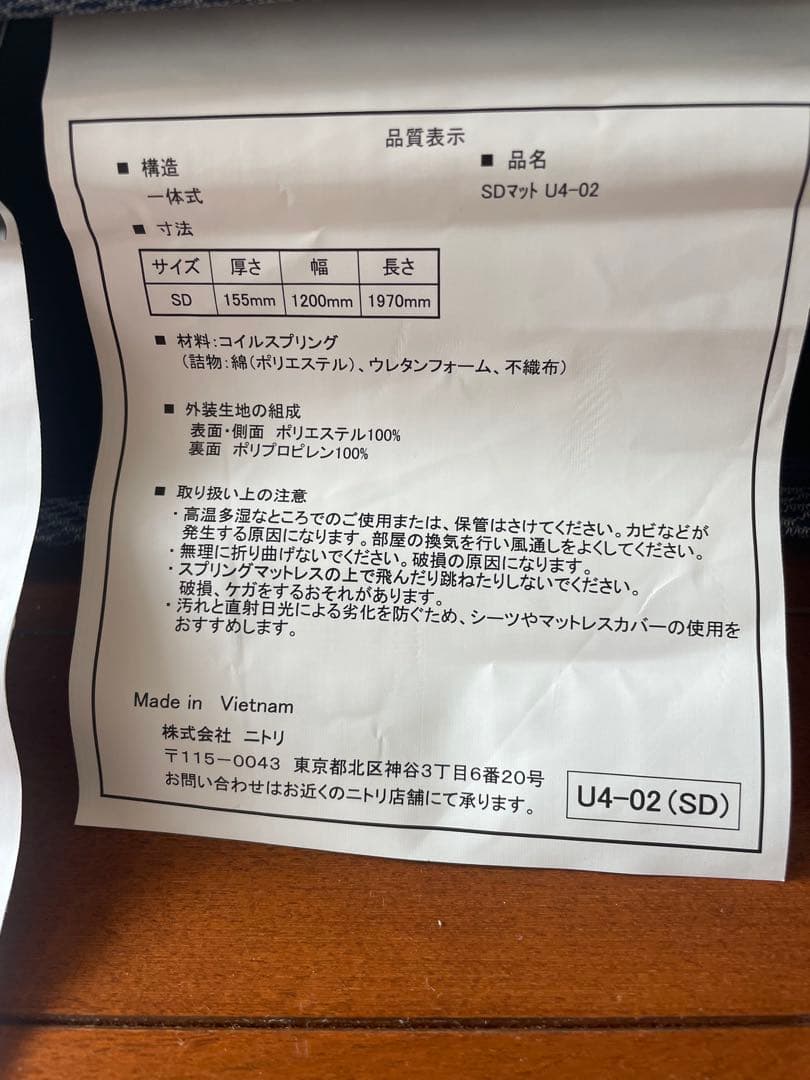 品質表示
■ 構造
■ 品名
一体式
SDマット U4-02
■ 寸法
サイズ 厚さ 幅 長さ
SD 155mm 1200mm 1970mm
■ 材料:コイルスプリング
(詰物:綿(ポリエステル)、ウレタンフォーム、不織布)
■ 外装生地の組成
表面・側面 ポリエステル100%
裏面 ポリプロピレン100%
■ 取り扱い上の注意
・高温多湿なところでのご使用または、保管はさけてください。カビなどが
発生する原因になります。部屋の換気を行い風通しをよくしてください。
・無理に折り曲げないでください。破損の原因になります。
・スプリングマットレスの上で飛んだり跳ねたりしないでください。
破損、ケガをするおそれがあります。
・汚れと直射日光による劣化を防ぐため、シーツやマットレスカバーの使用を
おすすめします。
Made in Vietnam
株式会社 ニトリ
〒115-0043 東京都北区神谷3丁目6番20号
お問い合わせはお近くのニトリ店舗にて承ります。
U4-02(SD)